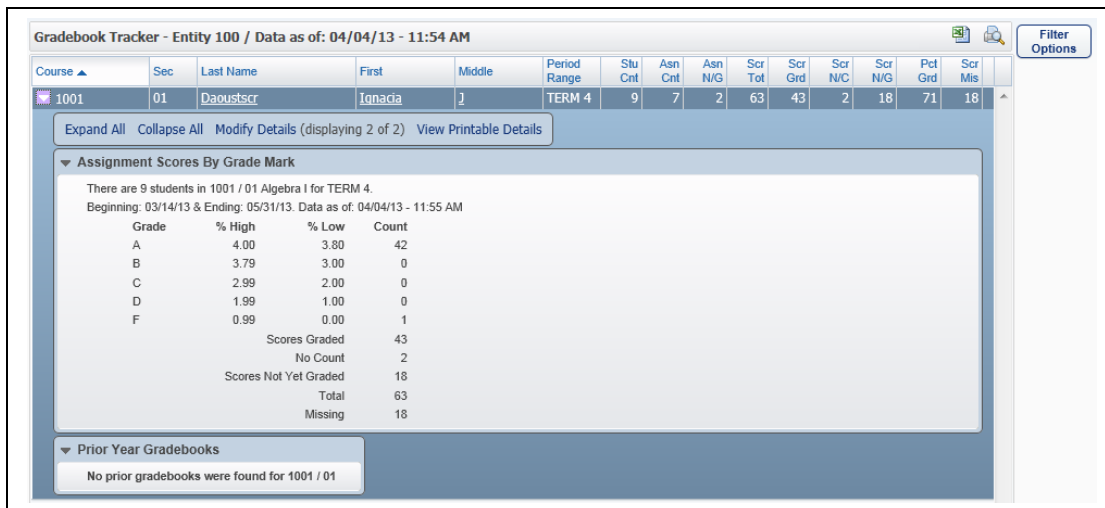 Gradebook Tracker - Entity 100 / Data as of: 04/04/13 - 11:54 AM
Filter Options
Course Sec Last Name First Middle Period Range Stu Cnt Asn Cnt Asn N/G Scr Tot Scr Grd Scr N/C Scr N/G Pct Grd Scr Mis
1001 01 Daoustscr Ignacia J TERM 4 9 7 2 63 43 2 18 71 18
Expand All Collapse All Modify Details (displaying 2 of 2) View Printable Details
Assignment Scores By Grade Mark
There are 9 students in 1001 / 01 Algebra I for TERM 4.
Beginning: 03/14/13 & Ending: 05/31/13. Data as of: 04/04/13 - 11:55 AM
Grade % High % Low Count
A 4.00 3.80 42
B 3.79 3.00 0
C 2.99 2.00 0
D 1.99 1.00 0
F 0.99 0.00 1
Scores Graded 43
No Count 2
Scores Not Yet Graded 18
Total 63
Missing 18
Prior Year Gradebooks
No prior gradebooks were found for 1001 / 01